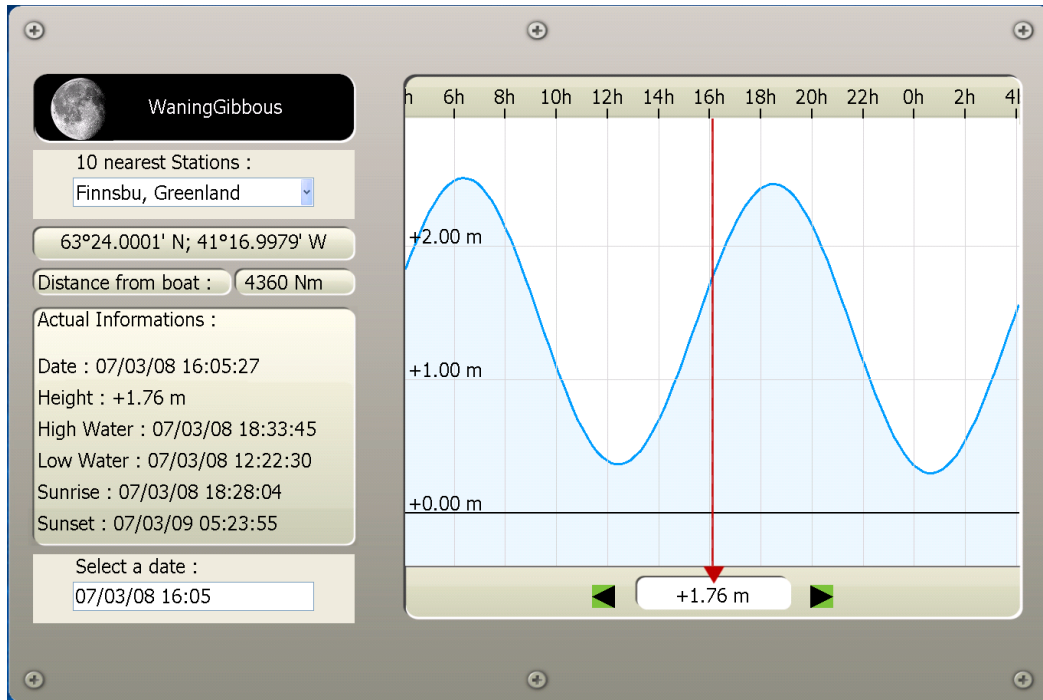 WaningGibbous
10 nearest Stations :
Finnsbu, Greenland
63°24.0001' N; 41°16.9979' W
Distance from boat : 4360 Nm
Actual Informations :
Date : 07/03/08 16:05:27
Height : +1.76 m
High Water : 07/03/08 18:33:45
Low Water : 07/03/08 12:22:30
Sunrise : 07/03/08 18:28:04
Sunset : 07/03/09 05:23:55
Select a date :
07/03/08 16:05
h 6h 8h 10h 12h 14h 16h 18h 20h 22h 0h 2h 4
+2.00 m
+1.00 m
+0.00 m
+1.76 m